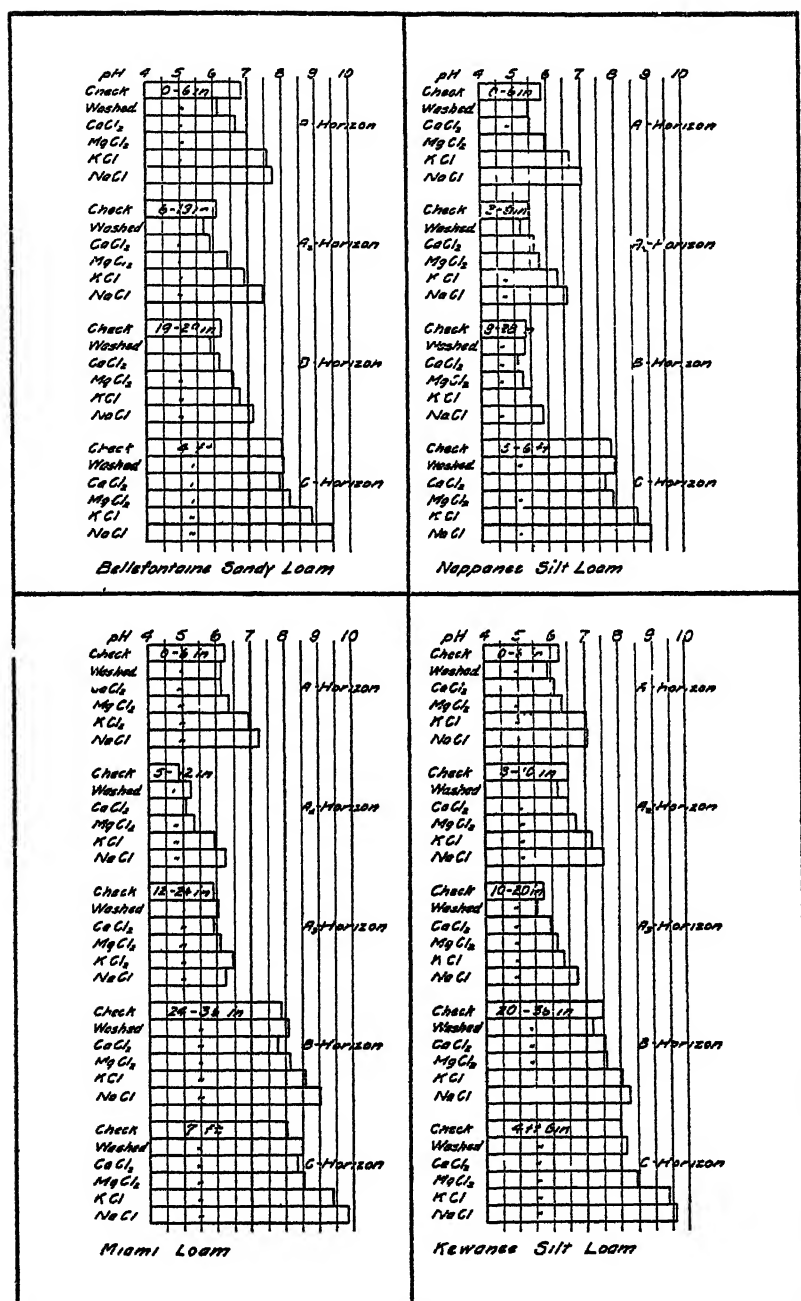 pH 4 5 6 7 8 9 10
Check 0-6 in
Washed "
CaCl₂ "
MgCl₂ "
KCl
NaCl
-Horizon
Check 6-19 in
Washed
CaCl₂ "
MgCl₂ "
KCl "
NaCl "
A₂-Horizon
Check 19-29 in
Washed "
CaCl₂ "
MgCl₂ "
KCl "
NaCl "
-Horizon
Check 4 ft
Washed "
CaCl₂ "
MgCl₂ "
KCl "
NaCl "
C-Horizon
Bellefontaine Sandy Loam
pH 4 5 6 7 8 9 10
Check
Washed
CaCl₂ "
MgCl₂
KCl
NaCl
A-Horizon
Check
Washed "
CaCl₂ "
MgCl₂
KCl "
NaCl "
-Horizon
Check
Washed "
CaCl₂ "
MgCl₂ "
KCl
NaCl "
B-Horizon
Check 5-6 ft
Washed "
CaCl₂
MgCl₂ "
KCl
NaCl "
C-Horizon
Nappanee Silt Loam
pH 4 5 6 7 8 9 10
Check
Washed "
CaCl₂ "
MgCl₂ "
KCl₂ "
NaCl "
A-Horizon
Check
Washed "
CaCl₂
MgCl₂ "
KCl "
NaCl "
A₂-Horizon
Check 12-24 in
Washed "
CaCl₂ "
MgCl₂ "
KCl₂ "
NaCl "
A₃-Horizon
Check 24-36 in
Washed "
CaCl₂ "
MgCl₂ "
KCl "
NaCl "
B-Horizon
Check 7 ft
Washed
CaCl₂ "
MgCl₂ "
KCl "
NaCl "
C-Horizon
Miami Loam
pH 4 5 6 7 8 9 10
Check
Washed "
CaCl₂ "
MgCl₂ "
KCl "
NaCl
-Horizon
Check
Washed "
CaCl₂ "
MgCl₂ "
KCl "
NaCl "
A₂-Horizon
Check 10-20 in
Washed "
CaCl₂ "
MgCl₂ "
KCl "
NaCl "
A₃-Horizon
Check 20-36 in
Washed "
CaCl₂ "
MgCl₂ "
KCl
NaCl
B-Horizon
Check 4 ft 6 in
Washed "
CaCl₂ "
MgCl₂ "
KCl "
NaCl "
C-Horizon
Kewanee Silt Loam